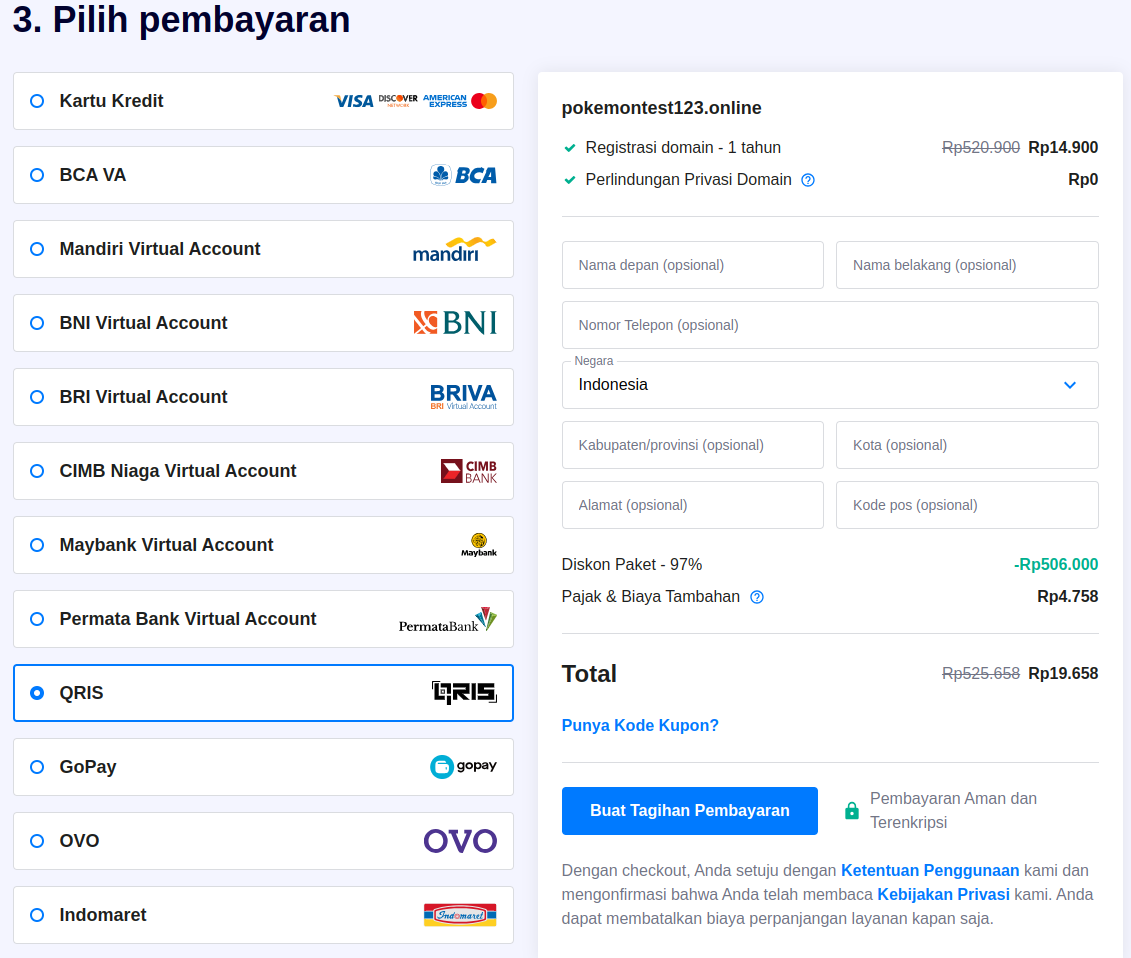 3. Pilih pembayaran
Kartu Kredit
VISA DISCOVER NETWORK AMERICAN EXPRESS
BCA VA
BCA
Mandiri Virtual Account
mandiri
BNI Virtual Account
BNI
BRI Virtual Account
BRIVA
BRI Virtual Account
CIMB Niaga Virtual Account
CIMB
BANK
Maybank Virtual Account
Maybank
Permata Bank Virtual Account
PermataBank
QRIS
QRIS
GoPay
gopay
OVO
OVO
Indomaret
Indomaret
pokemontest123.online
Registrasi domain - 1 tahun Rp520.900 Rp14.900
Perlindungan Privasi Domain Rp0
Nama depan (opsional) Nama belakang (opsional)
Nomor Telepon (opsional)
Negara
Indonesia
Kabupaten/provinsi (opsional) Kota (opsional)
Alamat (opsional) Kode pos (opsional)
Diskon Paket - 97% -Rp506.000
Pajak & Biaya Tambahan Rp4.758
Total Rp525.658 Rp19.658
Punya Kode Kupon?
Buat Tagihan Pembayaran
Pembayaran Aman dan
Terenkripsi
Dengan checkout, Anda setuju dengan Ketentuan Penggunaan kami dan
mengonfirmasi bahwa Anda telah membaca Kebijakan Privasi kami. Anda
dapat membatalkan biaya perpanjangan layanan kapan saja.